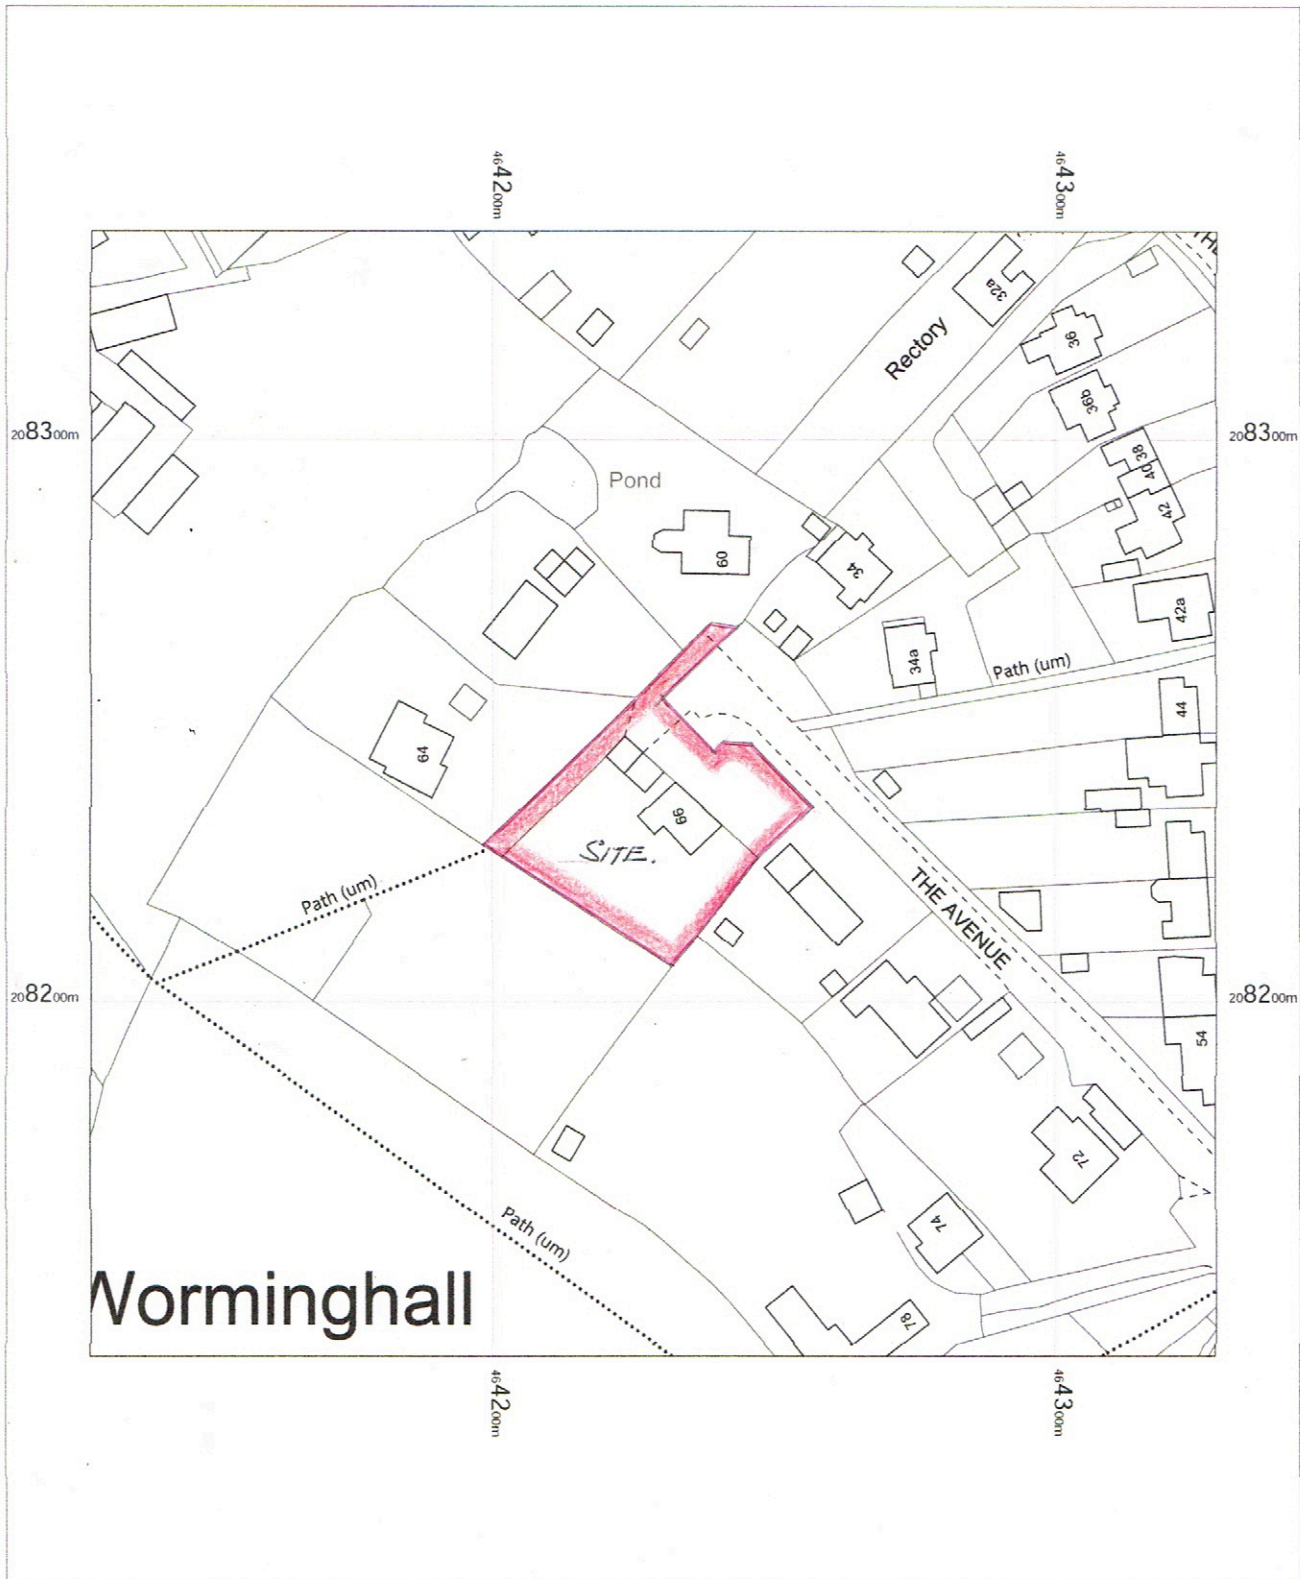 464200m
464300m
THE
32a
36
Rectory
36b
208300m
208300m
38
40
Pond
42
60
34
42a
34a
Path (um)
44
64
66
SITE.
Path (um)
THE AVENUE
208200m
208200m
54
72
74
Path (um)
Worminghall
78
464200m
464300m